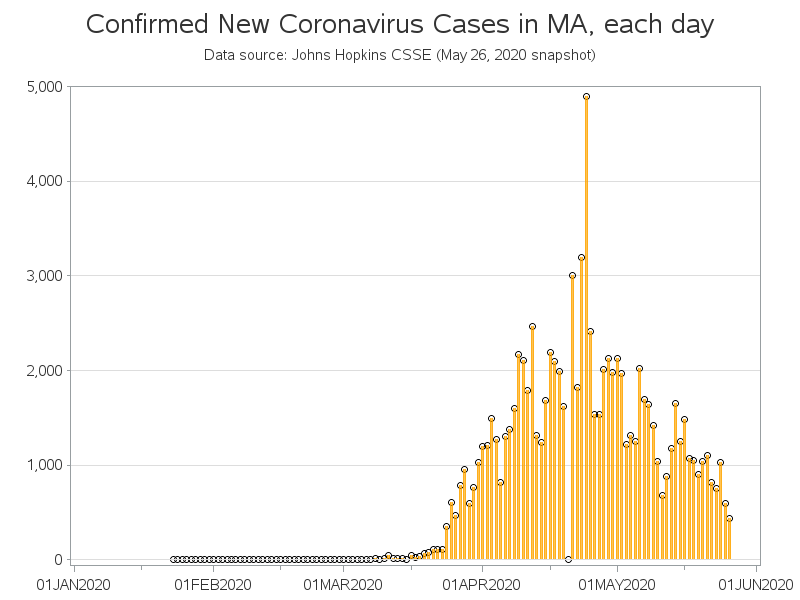 Confirmed New Coronavirus Cases in MA, each day
Data source: Johns Hopkins CSSE (May 26, 2020 snapshot)
5,000
4,000
3,000
2,000
1,000
0
01JAN2020 01FEB2020 01MAR2020 01APR2020 01MAY2020 01JUN2020